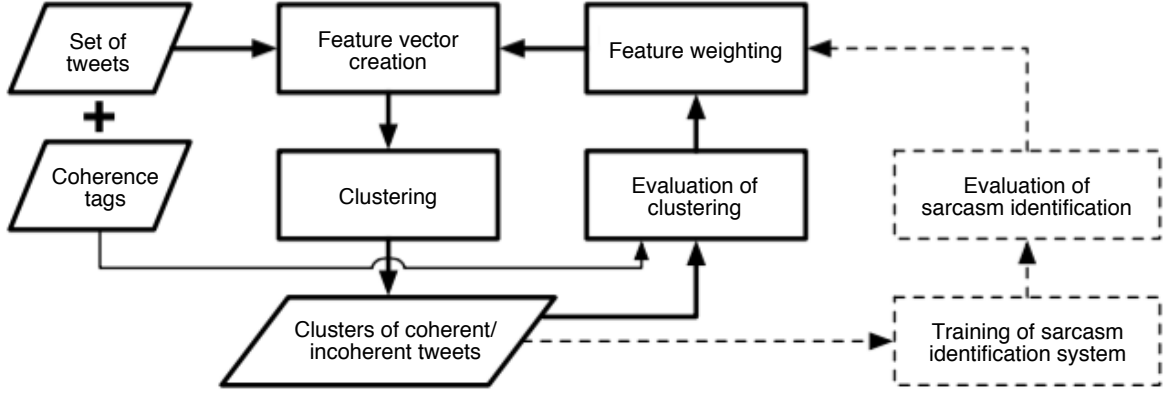 Set of
tweets
Feature vector
creation
Feature weighting
+
Coherence
tags
Clustering
Evaluation of
clustering
Evaluation of
sarcasm identification
Clusters of coherent/
incoherent tweets
Training of sarcasm
identification system